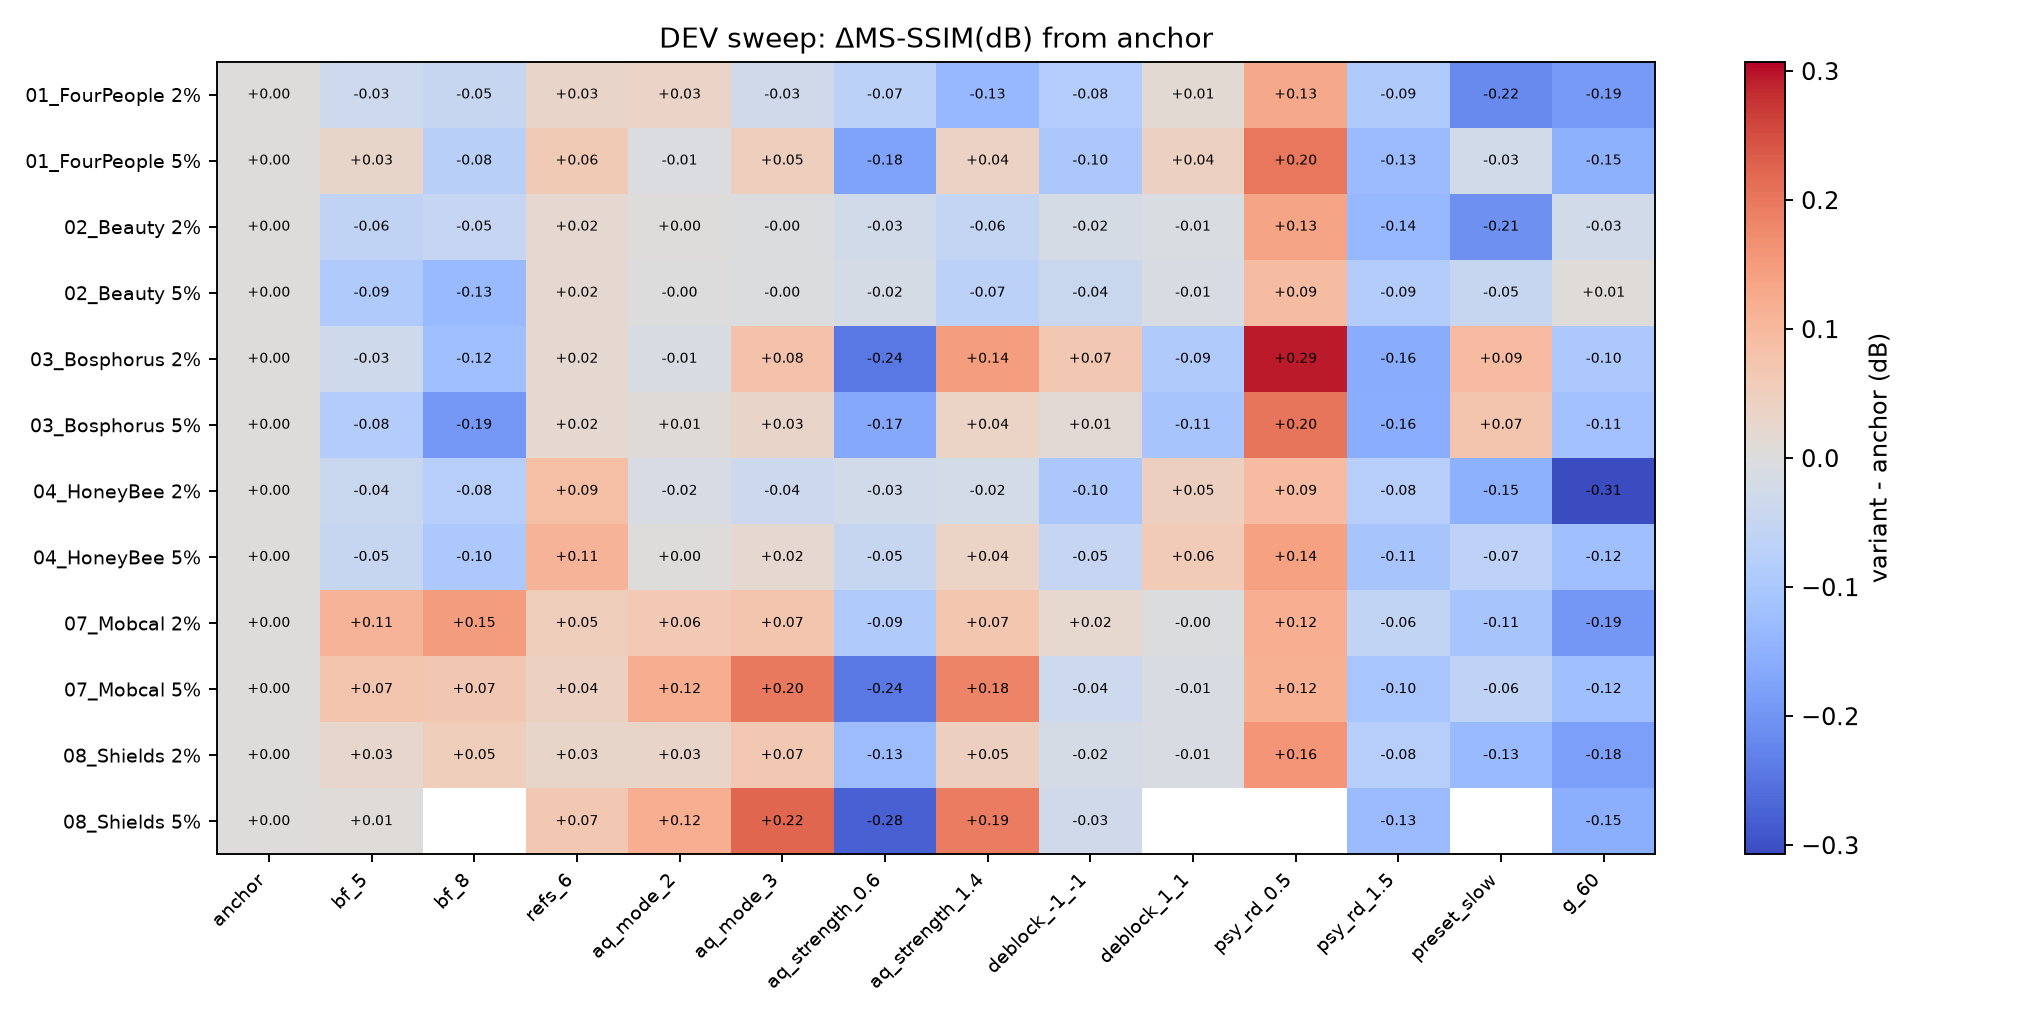 DEV sweep: ΔMS-SSIM(dB) from anchor
01_FourPeople 2% +0.00 -0.03 -0.05 +0.03 +0.03 -0.03 -0.07 -0.13 -0.08 +0.01 +0.13 -0.09 -0.22 -0.19
01_FourPeople 5% +0.00 +0.03 -0.08 +0.06 -0.01 +0.05 -0.18 +0.04 -0.10 +0.04 +0.20 -0.13 -0.03 -0.15
02_Beauty 2% +0.00 -0.06 -0.05 +0.02 +0.00 -0.00 -0.03 -0.06 -0.02 -0.01 +0.13 -0.14 -0.21 -0.03
02_Beauty 5% +0.00 -0.09 -0.13 +0.02 -0.00 -0.00 -0.02 -0.07 -0.04 -0.01 +0.09 -0.09 -0.05 +0.01
03_Bosphorus 2% +0.00 -0.03 -0.12 +0.02 -0.01 +0.08 -0.24 +0.14 +0.07 -0.09 +0.29 -0.16 +0.09 -0.10
03_Bosphorus 5% +0.00 -0.08 -0.19 +0.02 +0.01 +0.03 -0.17 +0.04 +0.01 -0.11 +0.20 -0.16 +0.07 -0.11
04_HoneyBee 2% +0.00 -0.04 -0.08 +0.09 -0.02 -0.04 -0.03 -0.02 -0.10 +0.05 +0.09 -0.08 -0.15 -0.31
04_HoneyBee 5% +0.00 -0.05 -0.10 +0.11 +0.00 +0.02 -0.05 +0.04 -0.05 +0.06 +0.14 -0.11 -0.07 -0.12
07_Mobcal 2% +0.00 +0.11 +0.15 +0.05 +0.06 +0.07 -0.09 +0.07 +0.02 -0.00 +0.12 -0.06 -0.11 -0.19
07_Mobcal 5% +0.00 +0.07 +0.07 +0.04 +0.12 +0.20 -0.24 +0.18 -0.04 -0.01 +0.12 -0.10 -0.06 -0.12
08_Shields 2% +0.00 +0.03 +0.05 +0.03 +0.03 +0.07 -0.13 +0.05 -0.02 -0.01 +0.16 -0.08 -0.13 -0.18
08_Shields 5% +0.00 +0.01 +0.07 +0.12 +0.22 -0.28 +0.19 -0.03 -0.13 -0.15
anchor
bf_5
bf_8
refs_6
aq_mode_2
aq_mode_3
aq_strength_0.6
aq_strength_1.4
deblock_-1_-1
deblock_1_1
psy_rd_0.5
psy_rd_1.5
preset_slow
g_60
0.3
0.2
0.1
0.0
−0.1
−0.2
−0.3
variant - anchor (dB)